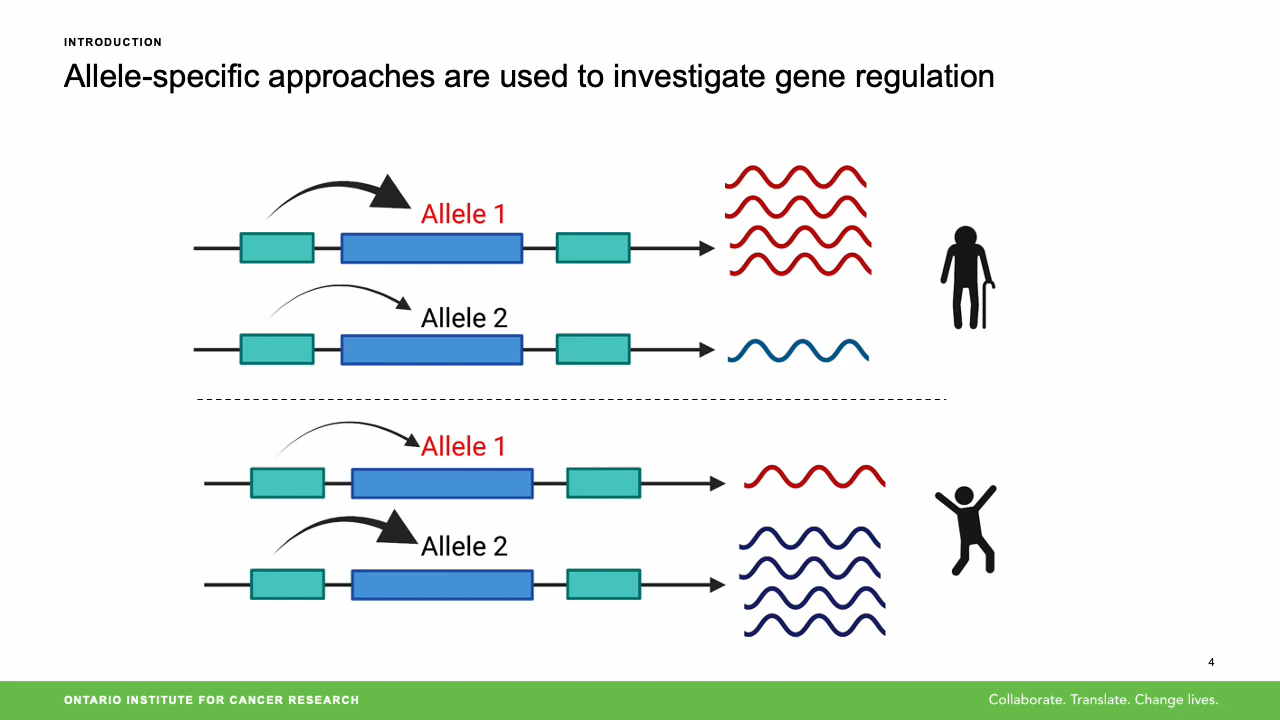 INTRODUCTION
Allele-specific approaches are used to investigate gene regulation
Allele 1
Allele 2
Allele 1
Allele 2
4
ONTARIO INSTITUTE FOR CANCER RESEARCH
Collaborate. Translate. Change lives.